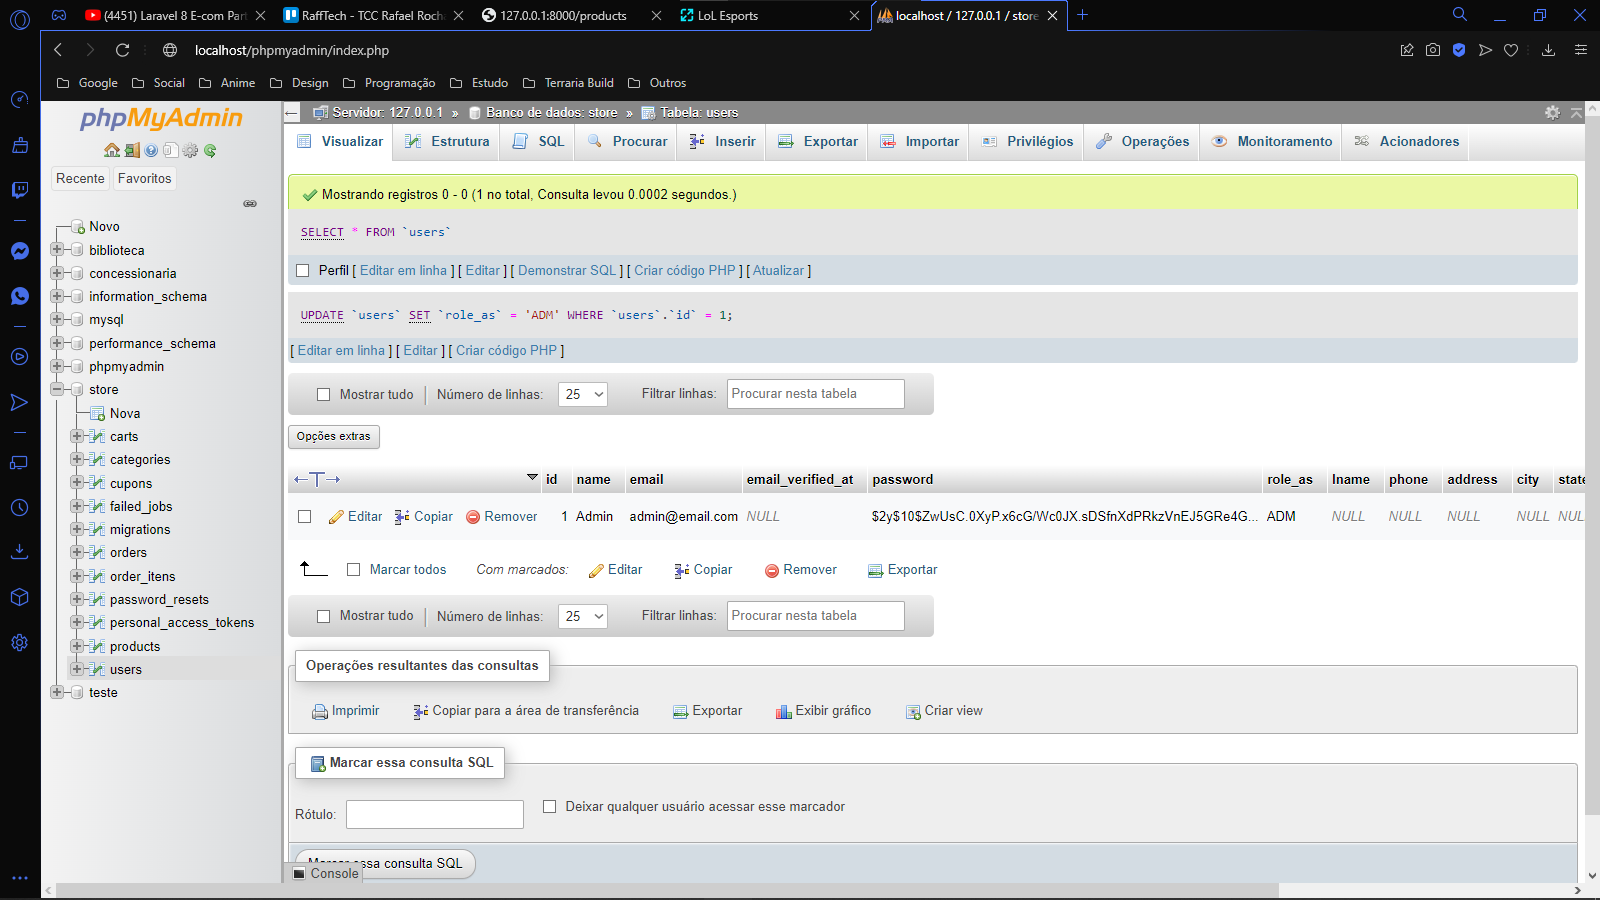 (4451) Laravel 8 E-com Part
RaffTech - TCC Rafael Roch
127.0.0.1:8000/products
LoL Esports
localhost / 127.0.0.1 / store
localhost/phpmyadmin/index.php
Google
Social
Anime
Design
Programação
Estudo
Terraria Build
Outros
phpMyAdmin
Recente
Favoritos
Novo
biblioteca
concessionaria
information_schema
mysql
performance_schema
phpmyadmin
store
Nova
carts
categories
cupons
failed_jobs
migrations
orders
order_itens
password_resets
personal_access_tokens
products
users
teste
Servidor: 127.0.0.1 » Banco de dados: store » Tabela: users
Visualizar
Estrutura
SQL
Procurar
Inserir
Exportar
Importar
Privilégios
Operações
Monitoramento
Acionadores
Mostrando registros 0 - 0 (1 no total, Consulta levou 0.0002 segundos.)
SELECT * FROM `users`
Perfil [ Editar em linha ] [ Editar ] [ Demonstrar SQL ] [ Criar código PHP ] [ Atualizar ]
UPDATE `users` SET `role_as` = 'ADM' WHERE `users`.`id` = 1;
[ Editar em linha ] [ Editar ] [ Criar código PHP ]
Mostrar tudo
Número de linhas: 25
Filtrar linhas: Procurar nesta tabela
Opções extras
id name email email_verified_at password role_as lname phone address city state
Editar Copiar Remover 1 Admin admin@email.com NULL $2y$10$ZwUsC.0XyP.x6cG/Wc0JX.sDSfnXdPRkzVnEJ5GRe4G... ADM NULL NULL NULL NULL NUL
Marcar todos Com marcados: Editar Copiar Remover Exportar
Mostrar tudo
Número de linhas: 25
Filtrar linhas: Procurar nesta tabela
Operações resultantes das consultas
Imprimir
Copiar para a área de transferência
Exportar
Exibir gráfico
Criar view
Marcar essa consulta SQL
Rótulo:
Deixar qualquer usuário acessar esse marcador
Marcar essa consulta SQL
Console